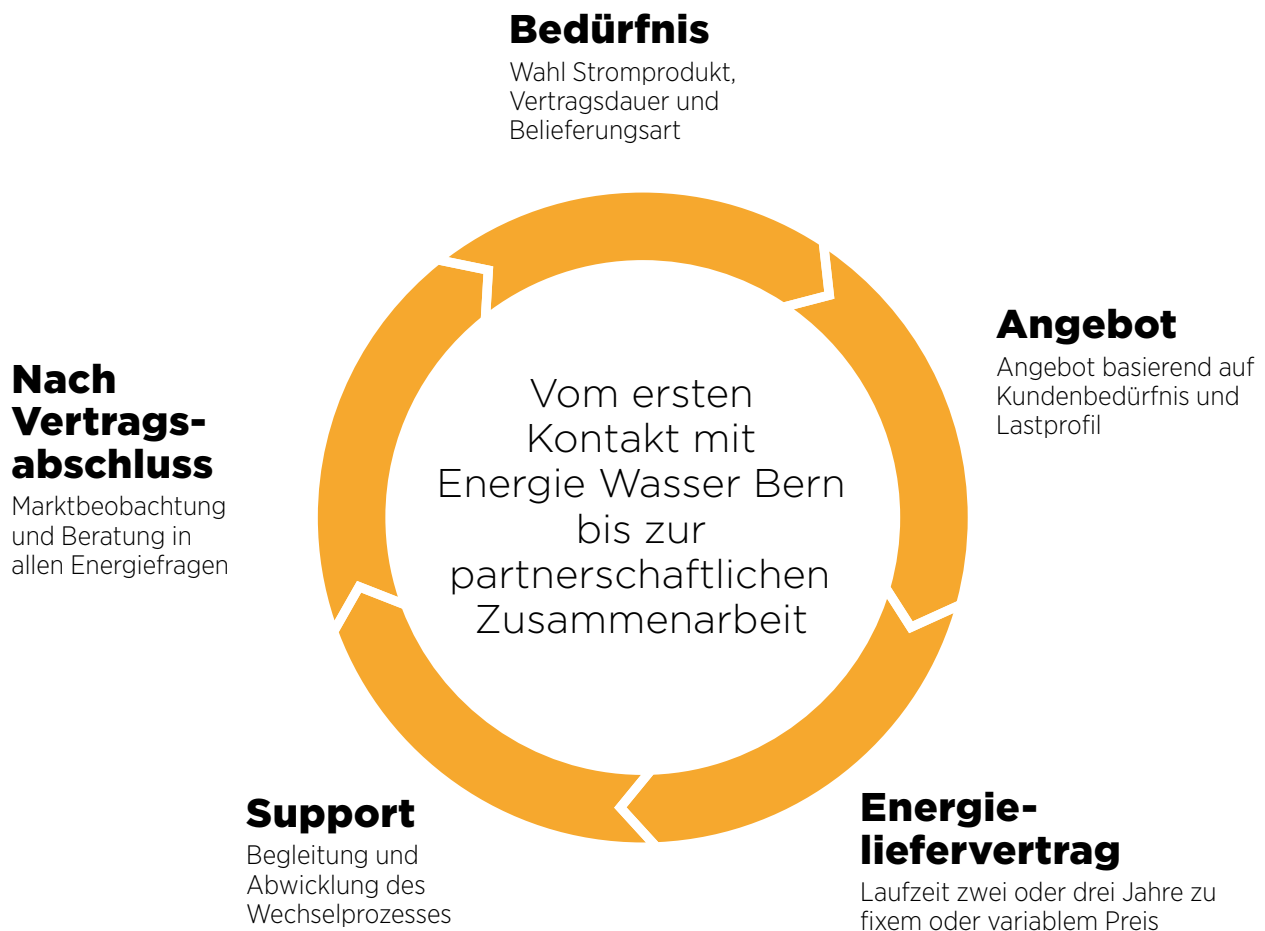 Bedürfnis
Wahl Stromprodukt,
Vertragsdauer und
Belieferungsart
Angebot
Angebot basierend auf
Kundenbedürfnis und
Lastprofil
Energie-
liefervertrag
Laufzeit zwei oder drei Jahre zu
fixem oder variablem Preis
Support
Begleitung und
Abwicklung des
Wechselprozesses
Nach
Vertrags-
abschluss
Marktbeobachtung
und Beratung in
allen Energiefragen
Vom ersten
Kontakt mit
Energie Wasser Bern
bis zur
partnerschaftlichen
Zusammenarbeit